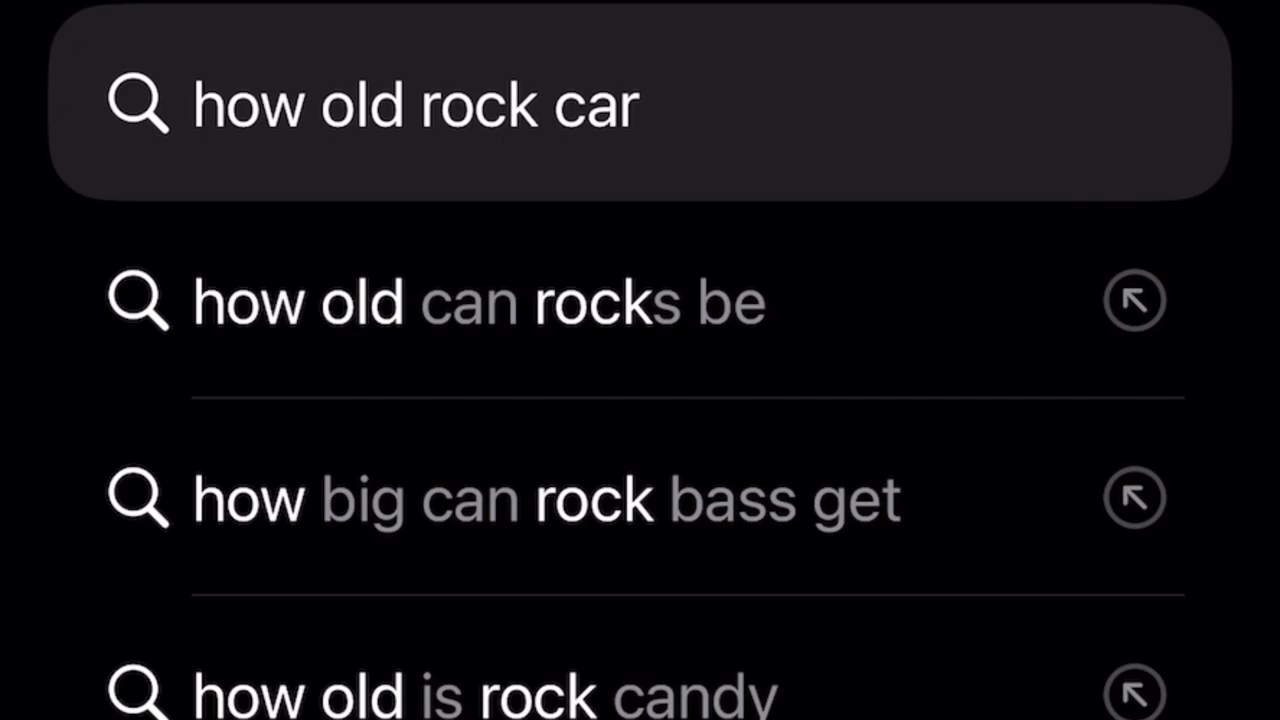 how old rock car
how old can rocks be
how big can rock bass get
how old is rock candy